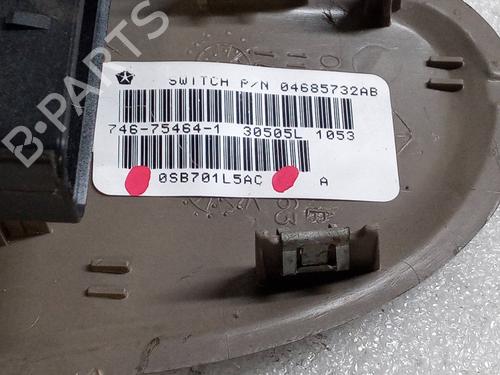 SWITCH P/N 04685732AB
746-75464-1 30505L 1053
0SB701L5AC A
B-PARTS